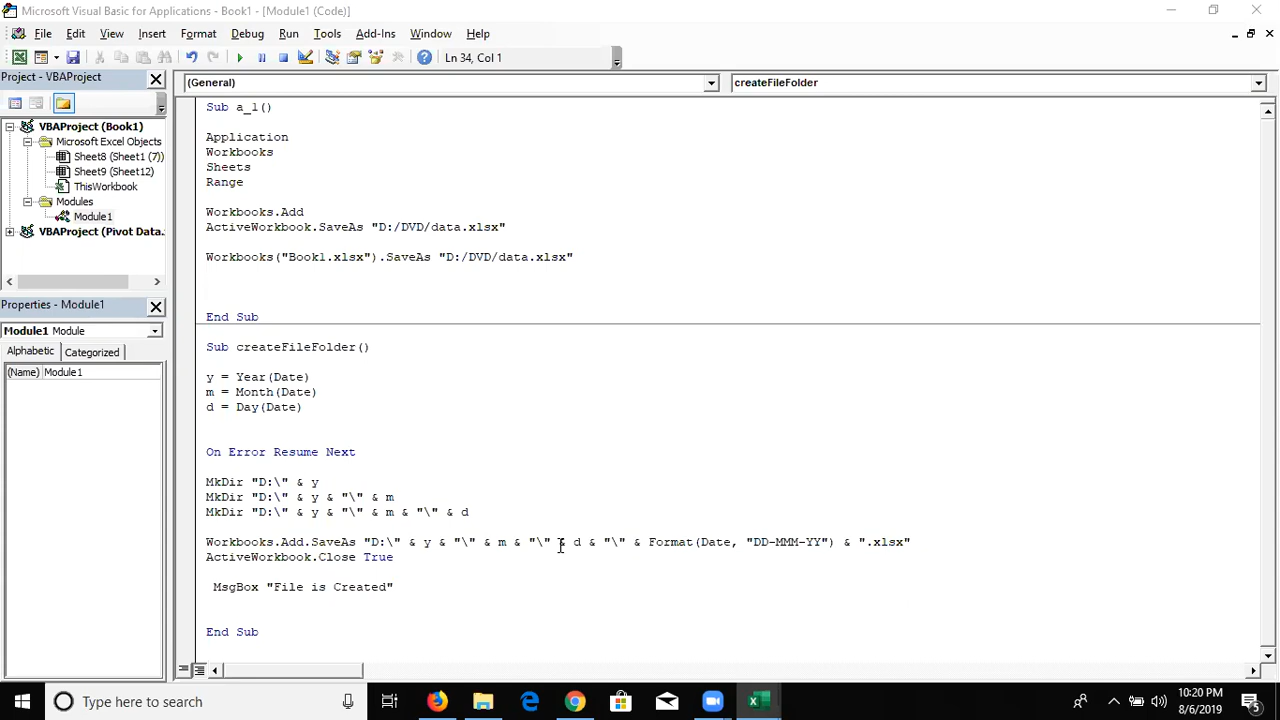 Microsoft Visual Basic for Applications - Book1 - [Module1 (Code)]
File Edit View Insert Format Debug Run Tools Add-Ins Window Help
Ln 34, Col 1
Project - VBAProject
(General)
createFileFolder
VBAProject (Book1)
Microsoft Excel Objects
Sheet8 (Sheet1 (7))
Sheet9 (Sheet12)
ThisWorkbook
Modules
Module1
VBAProject (Pivot Data.
Properties - Module1
Module1 Module
Alphabetic Categorized
(Name) Module1
Sub a_1()
Application
Workbooks
Sheets
Range
Workbooks.Add
ActiveWorkbook.SaveAs "D:/DVD/data.xlsx"
Workbooks("Book1.xlsx").SaveAs "D:/DVD/data.xlsx"
End Sub
Sub createFileFolder()
y = Year(Date)
m = Month(Date)
d = Day(Date)
On Error Resume Next
MkDir "D:\" & y
MkDir "D:\" & y & "\" & m
MkDir "D:\" & y & "\" & m & "\" & d
Workbooks.Add.SaveAs "D:\" & y & "\" & m & "\" & d & "\" & Format(Date, "DD-MMM-YY") & ".xlsx"
ActiveWorkbook.Close True
MsgBox "File is Created"
End Sub
Type here to search
10:20 PM
8/6/2019
5